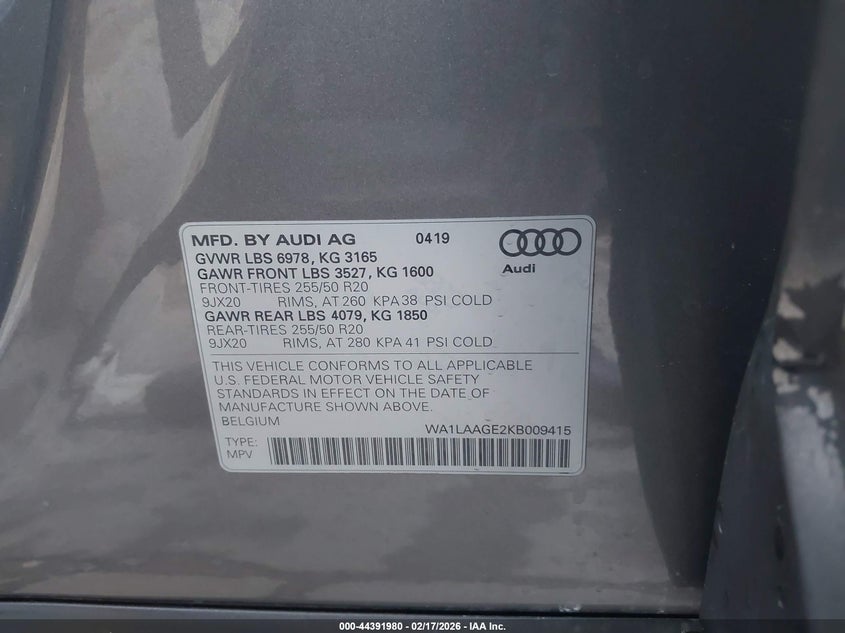 MFD. BY AUDI AG 0419
GVWR LBS 6978, KG 3165
GAWR FRONT LBS 3527, KG 1600
FRONT-TIRES 255/50 R20
9JX20 RIMS, AT 260 KPA 38 PSI COLD
GAWR REAR LBS 4079, KG 1850
REAR-TIRES 255/50 R20
9JX20 RIMS, AT 280 KPA 41 PSI COLD
Audi
THIS VEHICLE CONFORMS TO ALL APPLICABLE
U.S. FEDERAL MOTOR VEHICLE SAFETY
STANDARDS IN EFFECT ON THE DATE OF
MANUFACTURE SHOWN ABOVE.
BELGIUM WA1LAAGE2KB009415
TYPE:
MPV
000-44391980 - 02/17/2026 - IAA Inc.